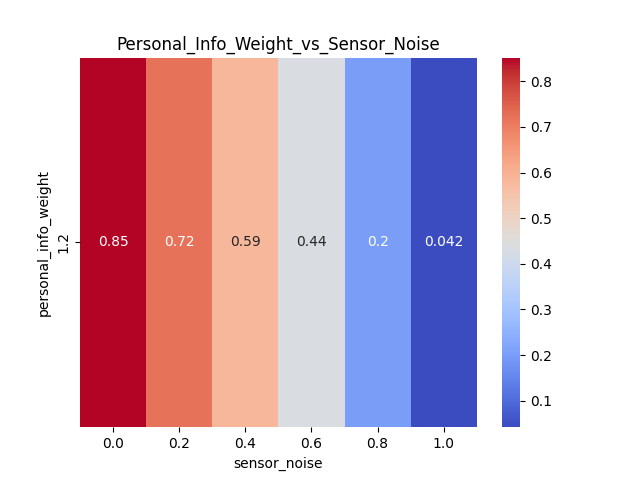 Personal_Info_Weight_vs_Sensor_Noise
personal_info_weight
1.2
0.85 0.72 0.59 0.44 0.2 0.042
0.0 0.2 0.4 0.6 0.8 1.0
sensor_noise
0.8
0.7
0.6
0.5
0.4
0.3
0.2
0.1